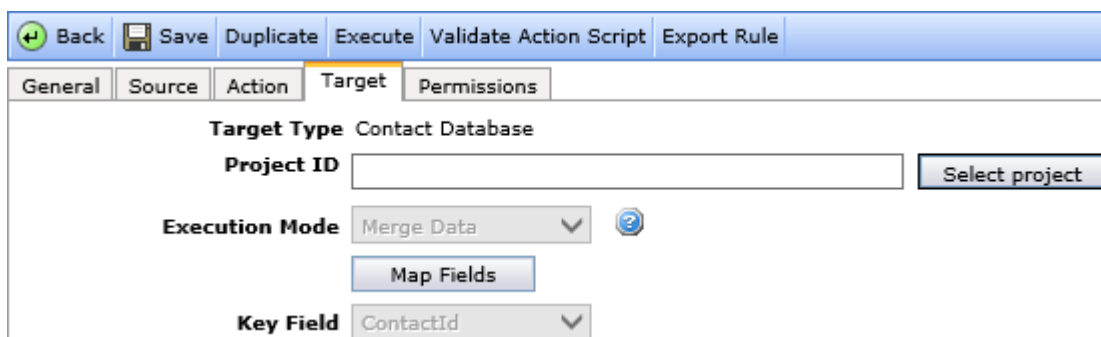 Back Save Duplicate Execute Validate Action Script Export Rule
General Source Action Target Permissions
Target Type Contact Database
Project ID Select project
Execution Mode Merge Data ?
Map Fields
Key Field ContactId